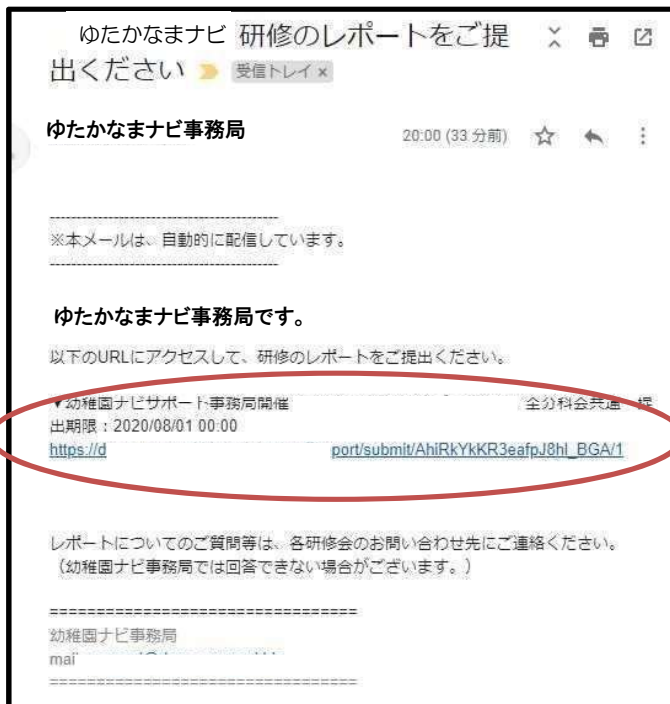 ゆたかなまナビ 研修のレポートをご提
出ください 受信トレイ ×
ゆたかなまナビ事務局
20:00 (33 分前)
----------------------------------------
※本メールは、自動的に配信しています。
----------------------------------------
ゆたかなまナビ事務局です。
以下のURLにアクセスして、研修のレポートをご提出ください。
▼幼稚園ナビサポート事務局開催 全分科会共通 提
出期限：2020/08/01 00:00
https://d port/submit/AhiRkYkKR3eafpJ8hl_BGA/1
レポートについてのご質問等は、各研修会のお問い合わせ先にご連絡ください。
（幼稚園ナビ事務局では回答できない場合がございます。）
==================================
幼稚園ナビ事務局
mai
==================================